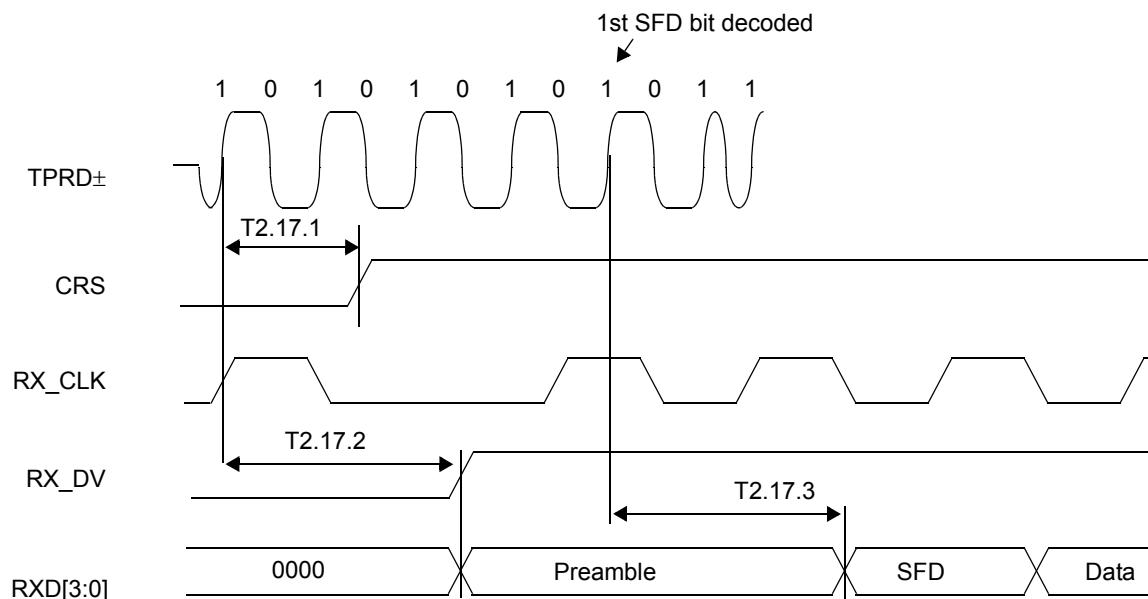 1st SFD bit decoded
1 0 1 0 1 0 1 0 1 0 1 1
TPRD±
T2.17.1
CRS
RX_CLK
T2.17.2
RX_DV
T2.17.3
0000 Preamble SFD Data
RXD[3:0]